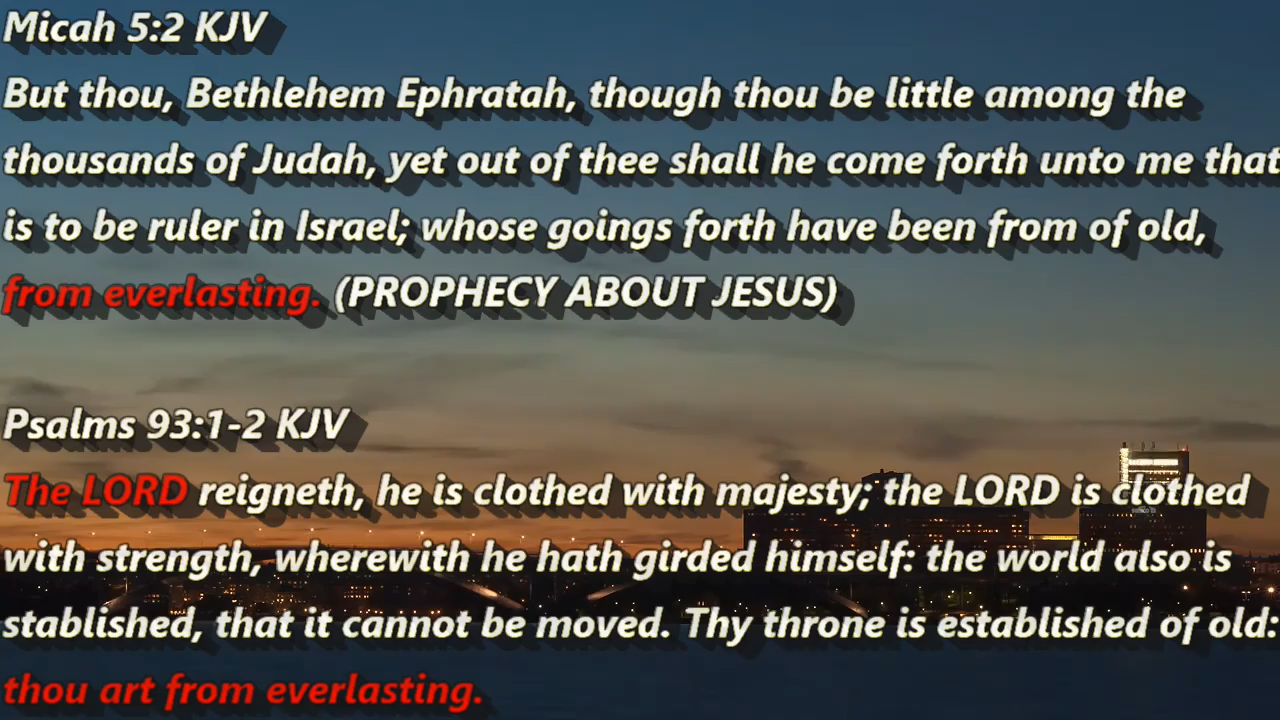 Micah 5:2 KJV
But thou, Bethlehem Ephratah, though thou be little among the
thousands of Judah, yet out of thee shall he come forth unto me that
is to be ruler in Israel; whose goings forth have been from of old,
from everlasting. (PROPHECY ABOUT JESUS)
Psalms 93:1-2 KJV
The LORD reigneth, he is clothed with majesty; the LORD is clothed
with strength, wherewith he hath girded himself: the world also is
stablished, that it cannot be moved. Thy throne is established of old:
thou art from everlasting.